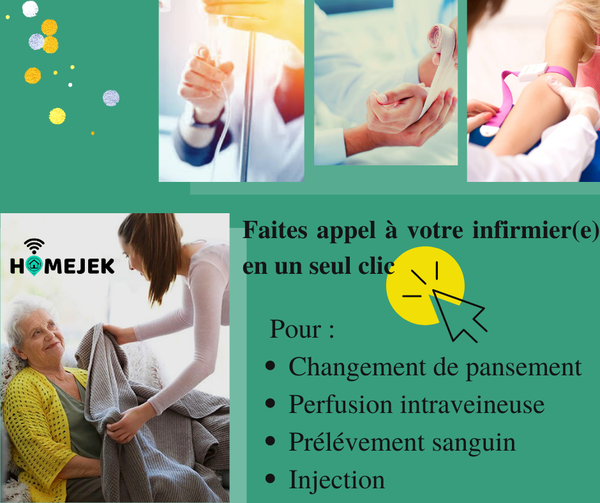 Faites appel à votre infirmier(e)
en un seul clic
HOMEJEK
Pour :
Changement de pansement
Perfusion intraveineuse
Prélévement sanguin
Injection